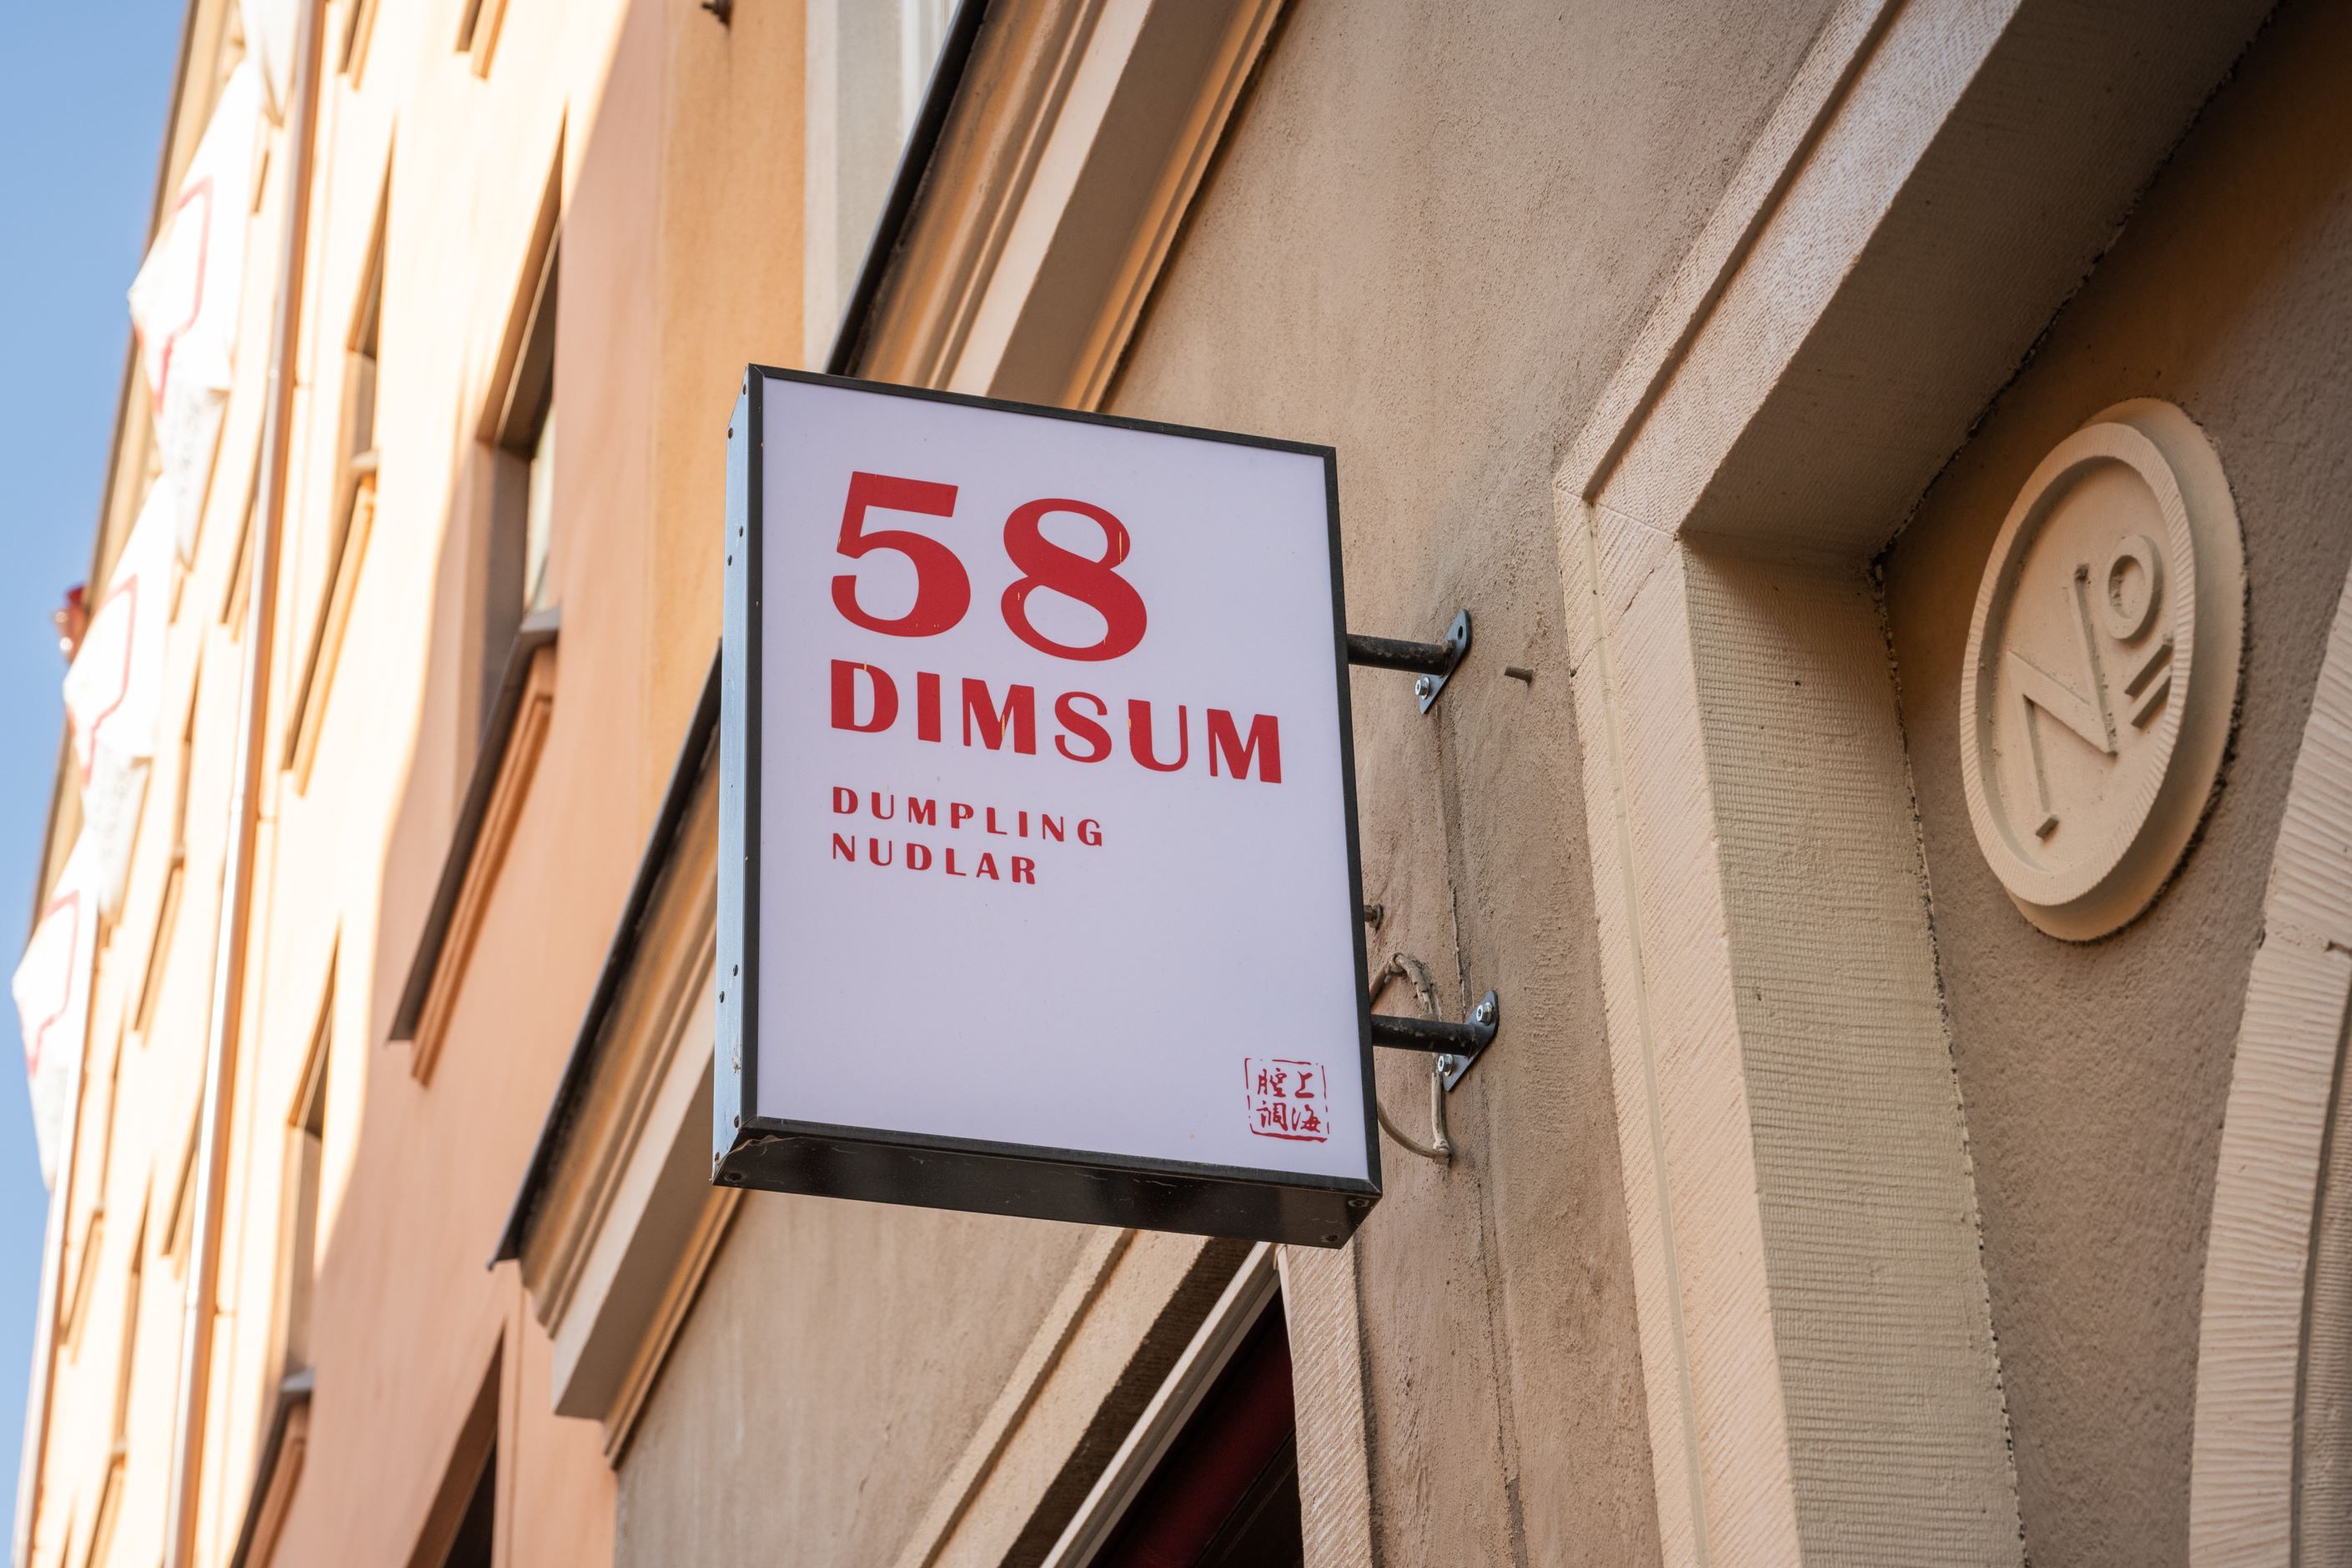 58
DIMSUM
DUMPLING
NUDLAR
上海
腔調
Nº